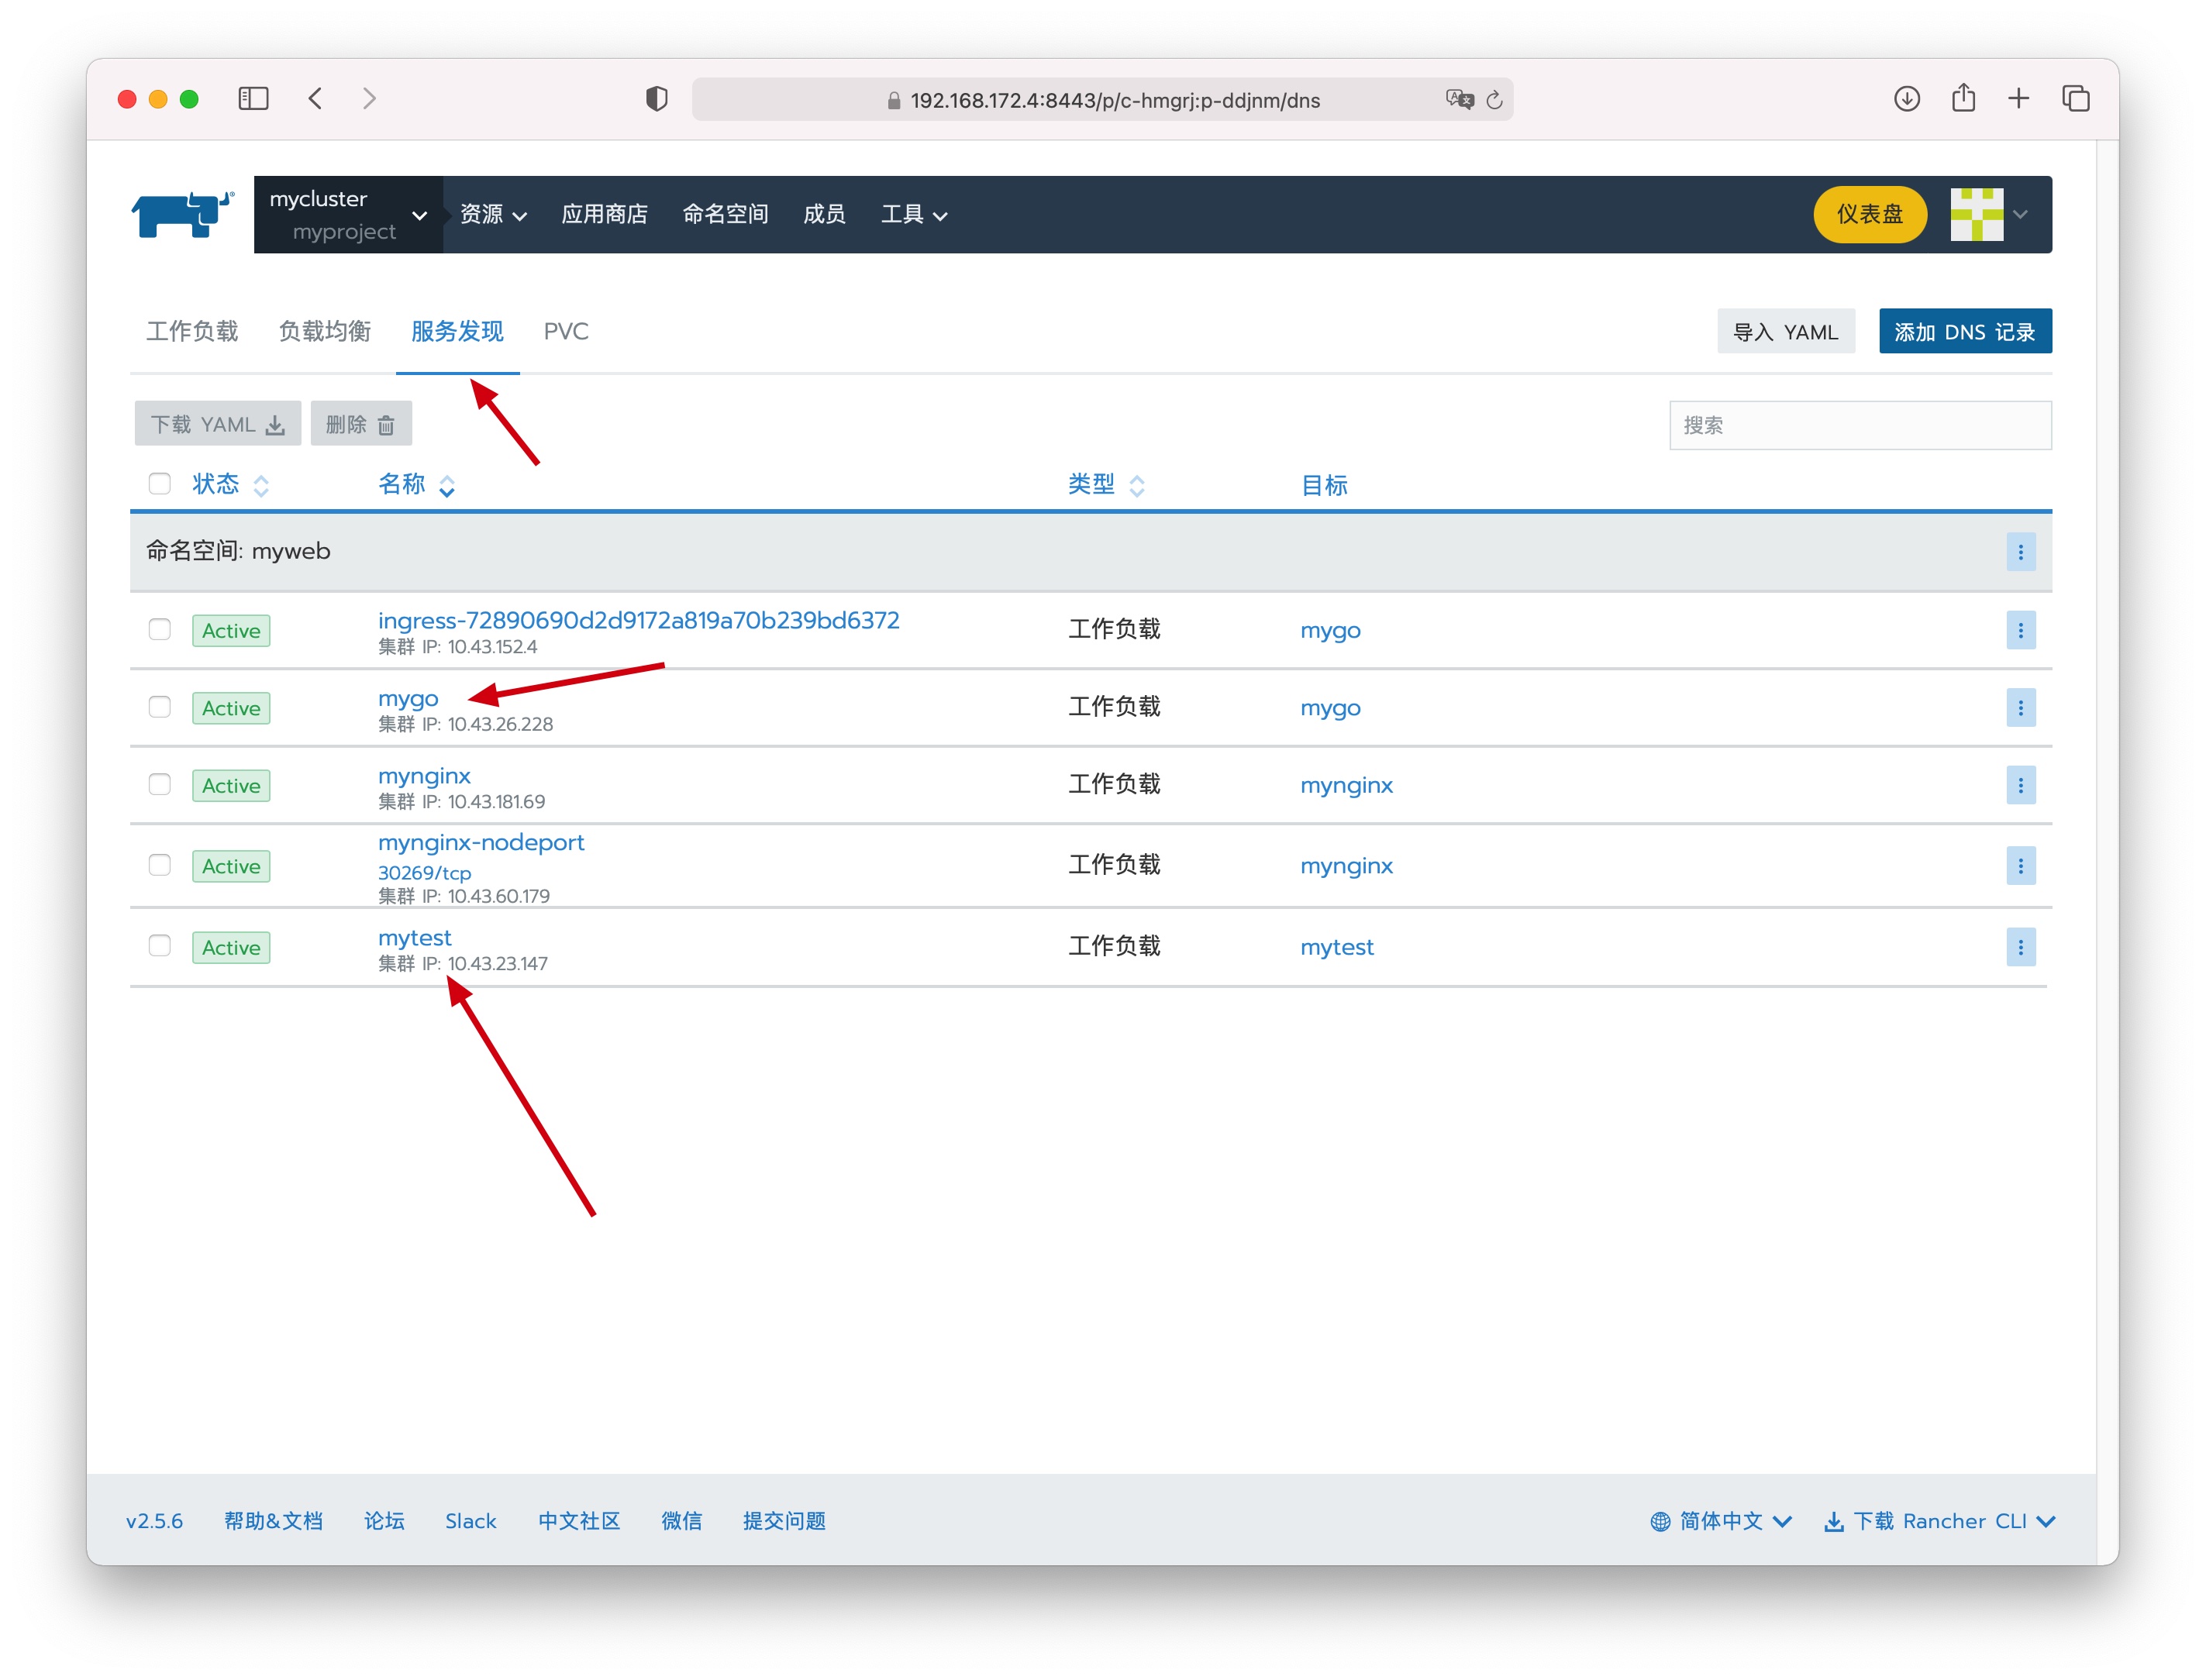 192.168.172.4:8443/p/c-hmgrj:p-ddjnm/dns
mycluster
myproject
资源 应用商店 命名空间 成员 工具 仪表盘
工作负载 负载均衡 服务发现 PVC 导入 YAML 添加 DNS 记录
下载 YAML 删除 搜索
状态 名称 类型 目标
命名空间: myweb
Active ingress-72890690d2d9172a819a70b239bd6372 工作负载 mygo
集群 IP: 10.43.152.4
Active mygo 工作负载 mygo
集群 IP: 10.43.26.228
Active mynginx 工作负载 mynginx
集群 IP: 10.43.181.69
mynginx-nodeport
Active 30269/tcp 工作负载 mynginx
集群 IP: 10.43.60.179
Active mytest 工作负载 mytest
集群 IP: 10.43.23.147
v2.5.6 帮助&文档 论坛 Slack 中文社区 微信 提交问题 简体中文 下载 Rancher CLI